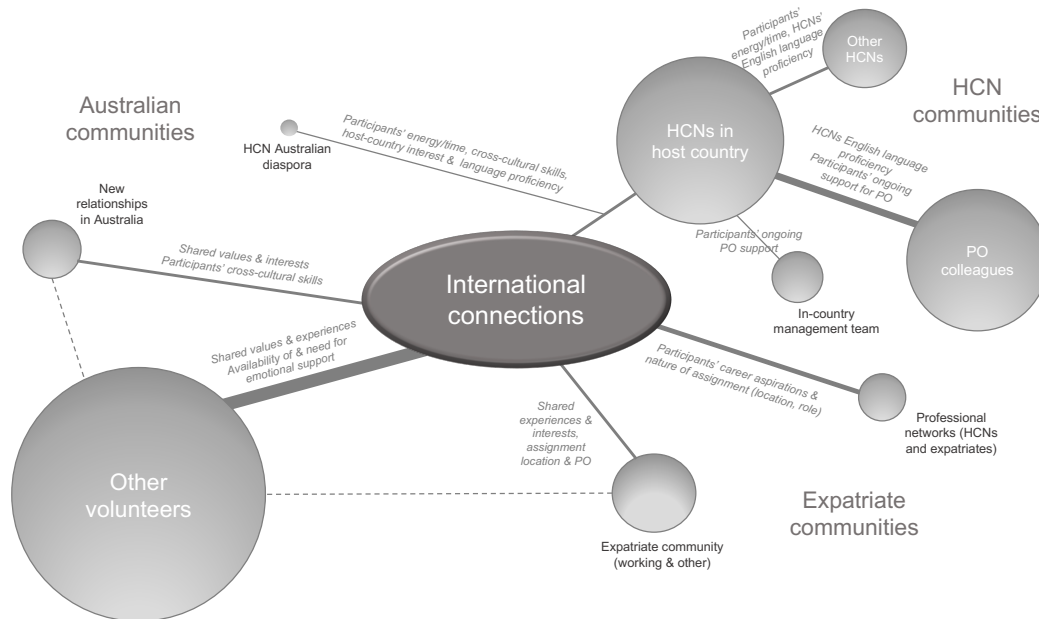 Participants'
energy/time, HCNs'
English language
proficiency
Other
HCNs
HCN
communities
Australian
communities
HCN Australian
diaspora
Participants' energy/time, cross-cultural skills,
host-country interest & language proficiency
HCNs in
host country
HCNs English language
proficiency
Participants' ongoing
support for PO
New
relationships
in Australia
Shared values & interests
Participants' cross-cultural skills
Participants' ongoing
PO support
PO
colleagues
International
connections
In-country
management team
Shared values & experiences
Availability of & need for
emotional support
Participants' career aspirations &
nature of assignment (location, role)
Shared
experiences &
interests,
assignment
location & PO
Professional
networks (HCNs
and expatriates)
Other
volunteers
Expatriate
communities
Expatriate community
(working & other)